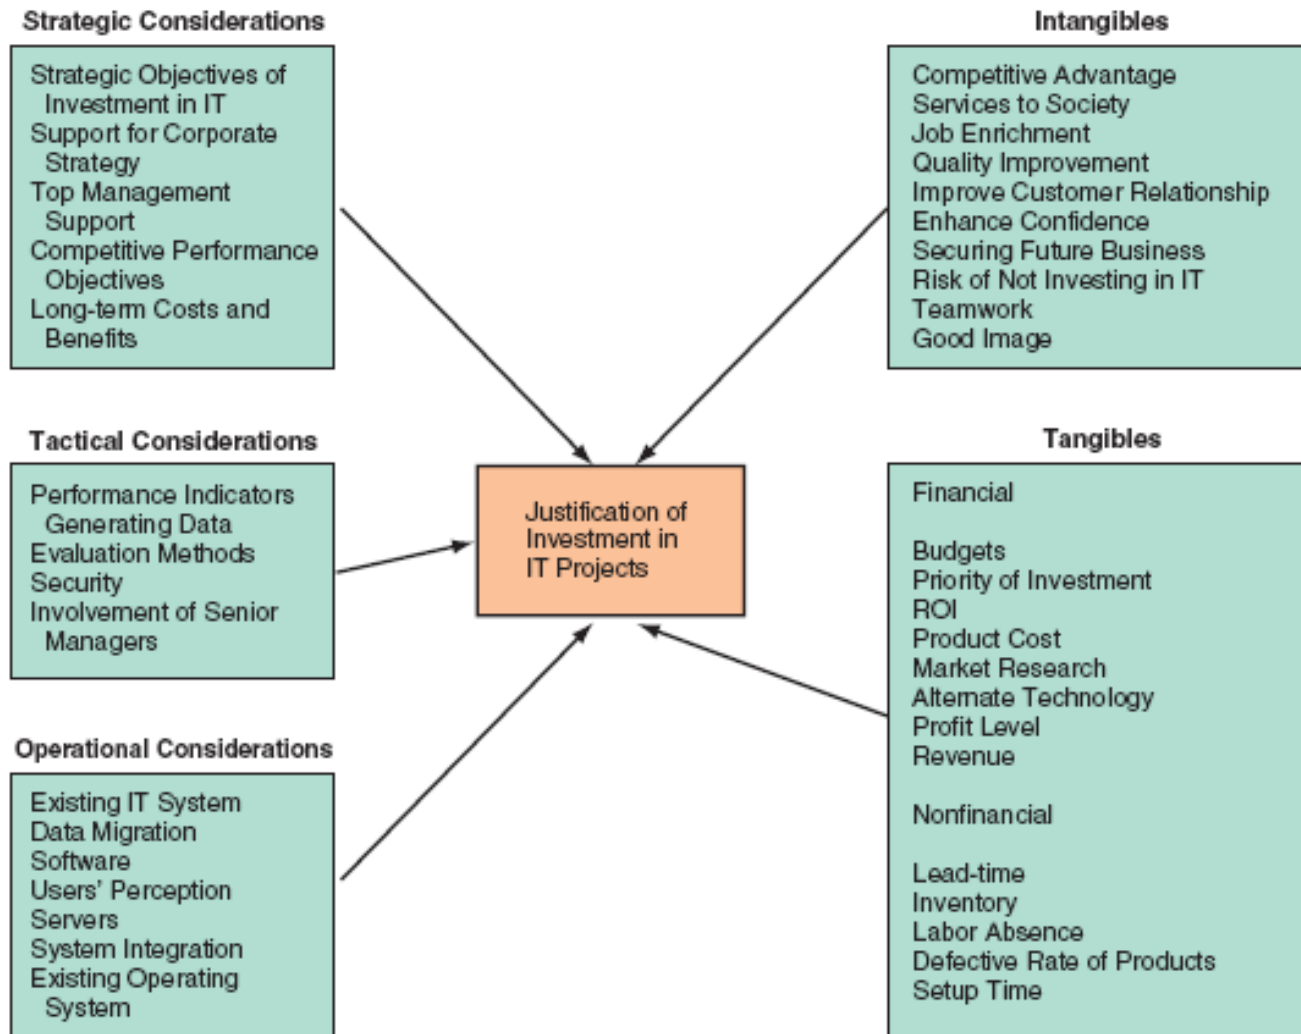 Strategic Considerations
Strategic Objectives of
Investment in IT
Support for Corporate
Strategy
Top Management
Support
Competitive Performance
Objectives
Long-term Costs and
Benefits
Tactical Considerations
Performance Indicators
Generating Data
Evaluation Methods
Security
Involvement of Senior
Managers
Operational Considerations
Existing IT System
Data Migration
Software
Users’ Perception
Servers
System Integration
Existing Operating
System
Justification of
Investment in
IT Projects
Intangibles
Competitive Advantage
Services to Society
Job Enrichment
Quality Improvement
Improve Customer Relationship
Enhance Confidence
Securing Future Business
Risk of Not Investing in IT
Teamwork
Good Image
Tangibles
Financial
Budgets
Priority of Investment
ROI
Product Cost
Market Research
Alternate Technology
Profit Level
Revenue
Nonfinancial
Lead-time
Inventory
Labor Absence
Defective Rate of Products
Setup Time